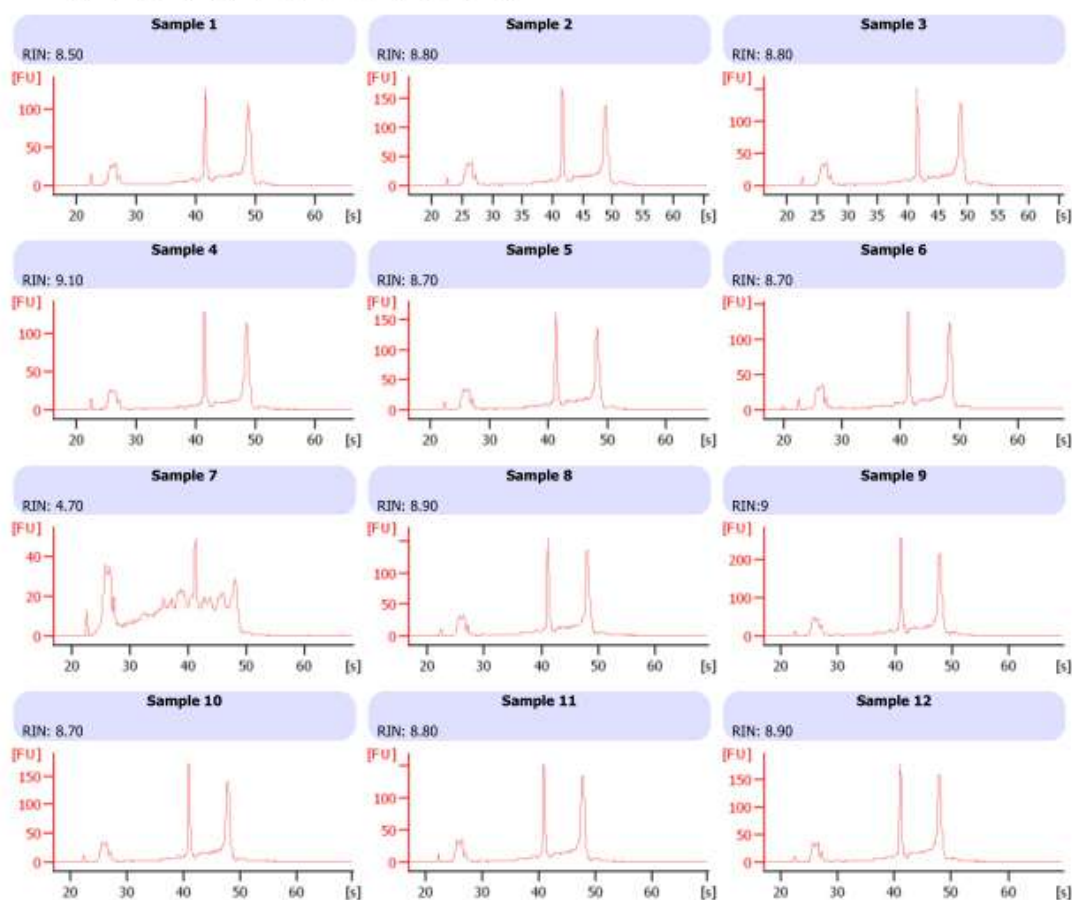 Sample 1
RIN: 8.50
[FU]
100
50
0
20 30 40 50 60 [s]
Sample 2
RIN: 8.80
[FU]
150
100
50
0
20 25 30 35 40 45 50 55 60 65 [s]
Sample 3
RIN: 8.80
[FU]
100
50
0
20 25 30 35 40 45 50 55 60 [s]
Sample 4
RIN: 9.10
[FU]
100
50
0
20 30 40 50 60 [s]
Sample 5
RIN: 8.70
[FU]
150
100
50
0
20 30 40 50 60 [s]
Sample 6
RIN: 8.70
[FU]
100
50
0
20 30 40 50 60 [s]
Sample 7
RIN: 4.70
[FU]
40
20
0
20 30 40 50 60 [s]
Sample 8
RIN: 8.90
[FU]
100
50
0
20 30 40 50 60 [s]
Sample 9
RIN:9
[FU]
200
100
0
20 30 40 50 60 [s]
Sample 10
RIN: 8.70
[FU]
150
100
50
0
20 30 40 50 60 [s]
Sample 11
RIN: 8.80
[FU]
100
50
0
20 30 40 50 60 [s]
Sample 12
RIN: 8.90
[FU]
150
100
50
0
20 30 40 50 60 [s]